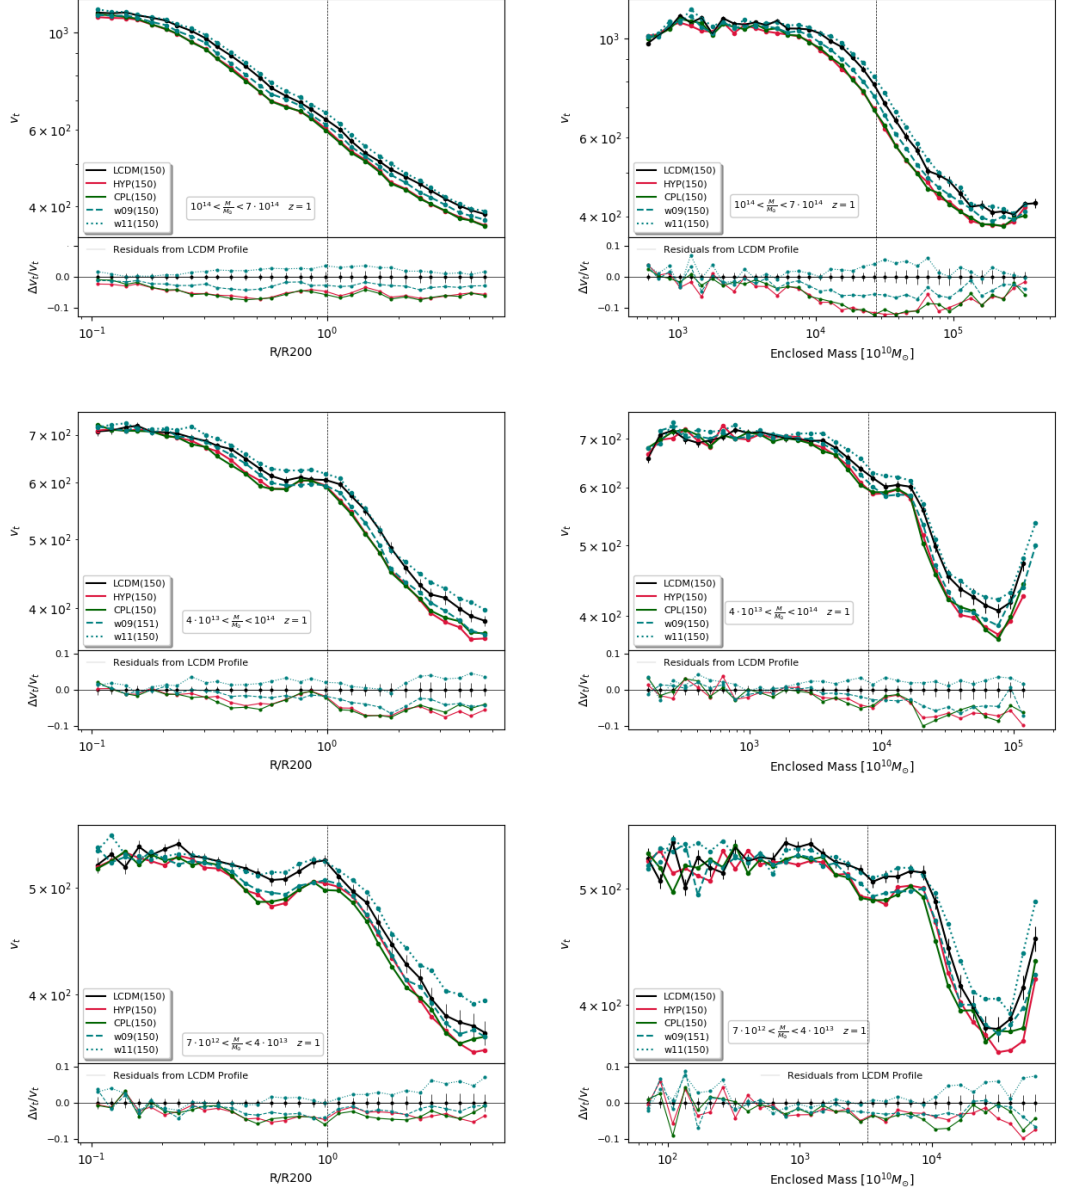 10³
6 × 10²
4 × 10²
v_t
LCDM(150)
HYP(150)
CPL(150)
w09(150)
w11(150)
10¹⁴ < M/M₀ < 7 · 10¹⁴ z = 1
Residuals from LCDM Profile
0.0
−0.1
Δv_t/v_t
10⁻¹
10⁰
R/R200
10³
6 × 10²
4 × 10²
v_t
LCDM(150)
HYP(150)
CPL(150)
w09(150)
w11(150)
10¹⁴ < M/M₀ < 7 · 10¹⁴ z = 1
Residuals from LCDM Profile
0.1
0.0
−0.1
Δv_t/v_t
10³
10⁴
10⁵
Enclosed Mass [10¹⁰M☉]
7 × 10²
6 × 10²
5 × 10²
4 × 10²
v_t
LCDM(150)
HYP(150)
CPL(150)
w09(151)
w11(150)
4 · 10¹³ < M/M₀ < 10¹⁴ z = 1
Residuals from LCDM Profile
0.1
0.0
−0.1
Δv_t/v_t
10⁻¹
10⁰
R/R200
7 × 10²
6 × 10²
5 × 10²
4 × 10²
v_t
LCDM(150)
HYP(150)
CPL(150)
w09(150)
w11(150)
4 · 10¹³ < M/M₀ < 10¹⁴ z = 1
Residuals from LCDM Profile
0.1
0.0
−0.1
Δv_t/v_t
10³
10⁴
10⁵
Enclosed Mass [10¹⁰M☉]
5 × 10²
4 × 10²
v_t
LCDM(150)
HYP(150)
CPL(150)
w09(150)
w11(150)
7 · 10¹² < M/M₀ < 4 · 10¹³ z = 1
Residuals from LCDM Profile
0.1
0.0
−0.1
Δv_t/v_t
10⁻¹
10⁰
R/R200
5 × 10²
4 × 10²
v_t
LCDM(150)
HYP(150)
CPL(150)
w09(151)
w11(150)
7 · 10¹² < M/M₀ < 4 · 10¹³ z = 1
Residuals from LCDM Profile
0.1
0.0
−0.1
Δv_t/v_t
10²
10³
10⁴
Enclosed Mass [10¹⁰M☉]